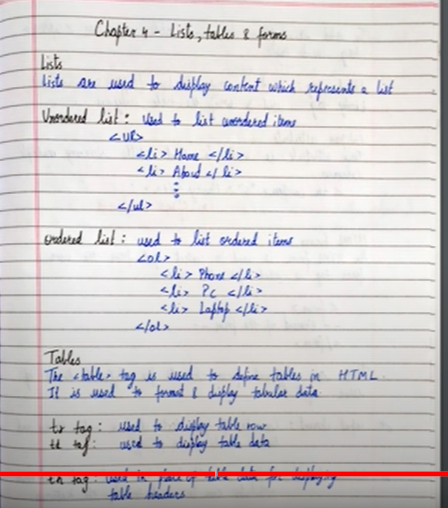 Chapter 4 - Lists, tables & forms
Lists
Lists are used to display content which represents a list
Unordered list : used to list unordered items
<ul>
<li> Home </li>
<li> About </li>
</ul>
ordered list : used to list ordered items
<ol>
<li> Phone </li>
<li> Pc </li>
<li> Laptop </li>
</ol>
Tables
The <table> tag is used to define tables in HTML.
It is used to format & display tabular data
tr tag : used to display table row
td tag : used to display table data
th tag : used in place of table data for displaying
table headers